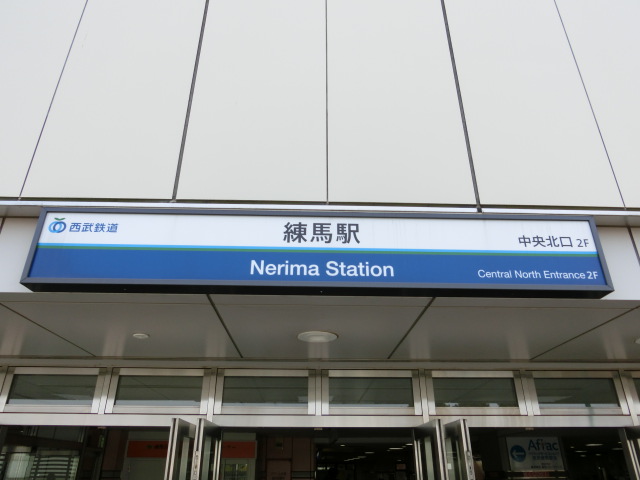 西武鉄道
練馬駅
中央北口 2F
Nerima Station
Central North Entrance 2F
Aflac